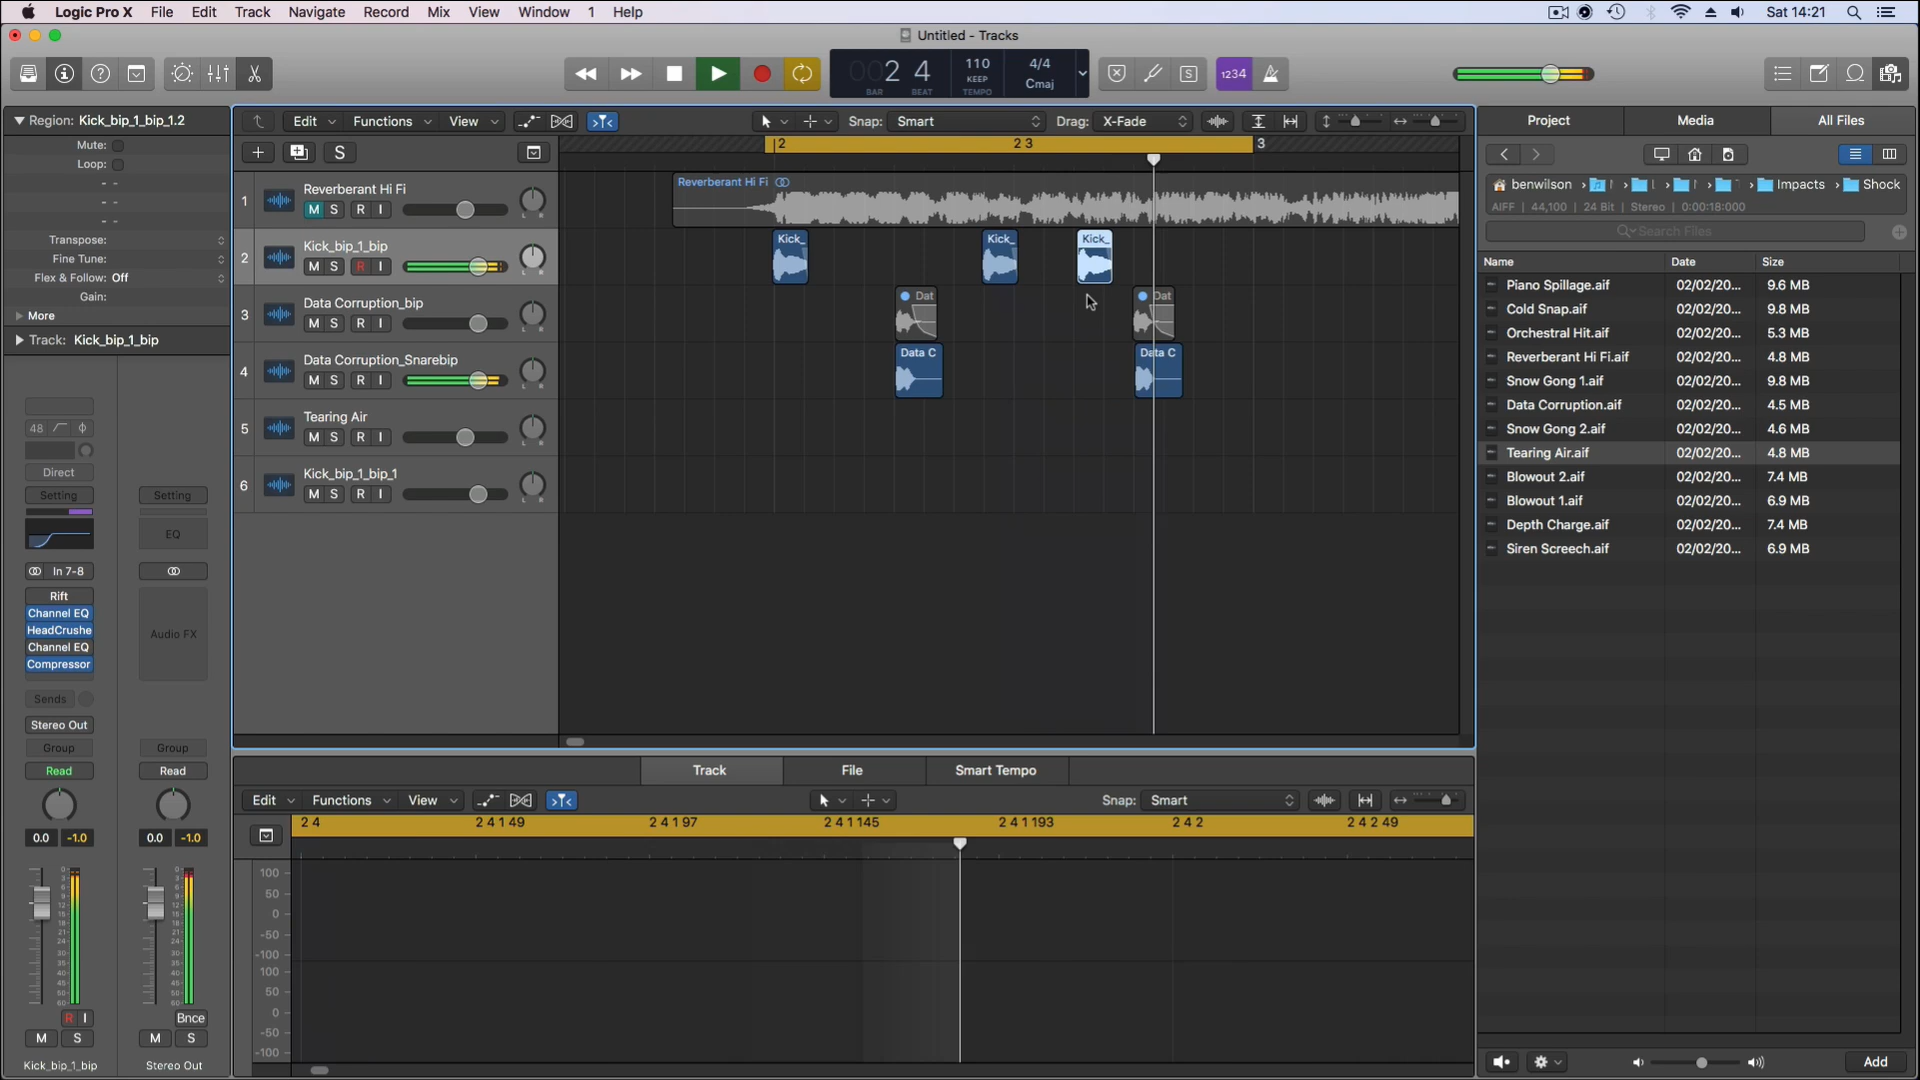 Logic Pro X File Edit Track Navigate Record Mix View Window 1 Help
Sat 14:21
Untitled - Tracks
002 4
BAR BEAT
110
KEEP
TEMPO
4/4
Cmaj
S
1234
Region: Kick_bip_1_bip_1.2
Mute:
Loop:
Transpose:
Fine Tune:
Flex & Follow: Off
Gain:
More
Track: Kick_bip_1_bip
48
Direct
Setting
In 7-8
Rift
Channel EQ
HeadCrushe
Channel EQ
Compressor
Sends
Stereo Out
Group
Read
0.0 -1.0
R I
M S
Kick_bip_1_bip
Setting
EQ
Audio FX
Group
Read
0.0 -1.0
Bnce
M S
Stereo Out
Edit Functions View
Snap: Smart
Drag: X-Fade
S
2 2 3 3
1 Reverberant Hi Fi
M S R I
2 Kick_bip_1_bip
M S R I
3 Data Corruption_bip
M S R I
4 Data Corruption_Snarebip
M S R I
5 Tearing Air
M S R I
6 Kick_bip_1_bip_1
M S R I
Reverberant Hi Fi
Kick_ Kick_ Kick_
Dat Dat
Data C Data C
Track File Smart Tempo
Edit Functions View
Snap: Smart
2 4 2 4 1 49 2 4 1 97 2 4 1 145 2 4 1 193 2 4 2 2 4 2 49
100
50
0
-50
-100
100
50
0
-50
-100
Project Media All Files
benwilson Impacts Shock
AIFF | 44,100 | 24 Bit | Stereo | 0:00:18:000
Search Files
Name Date Size
Piano Spillage.aif 02/02/20... 9.6 MB
Cold Snap.aif 02/02/20... 9.8 MB
Orchestral Hit.aif 02/02/20... 5.3 MB
Reverberant Hi Fi.aif 02/02/20... 4.8 MB
Snow Gong 1.aif 02/02/20... 9.8 MB
Data Corruption.aif 02/02/20... 4.5 MB
Snow Gong 2.aif 02/02/20... 4.6 MB
Tearing Air.aif 02/02/20... 4.8 MB
Blowout 2.aif 02/02/20... 7.4 MB
Blowout 1.aif 02/02/20... 6.9 MB
Depth Charge.aif 02/02/20... 7.4 MB
Siren Screech.aif 02/02/20... 6.9 MB
Add